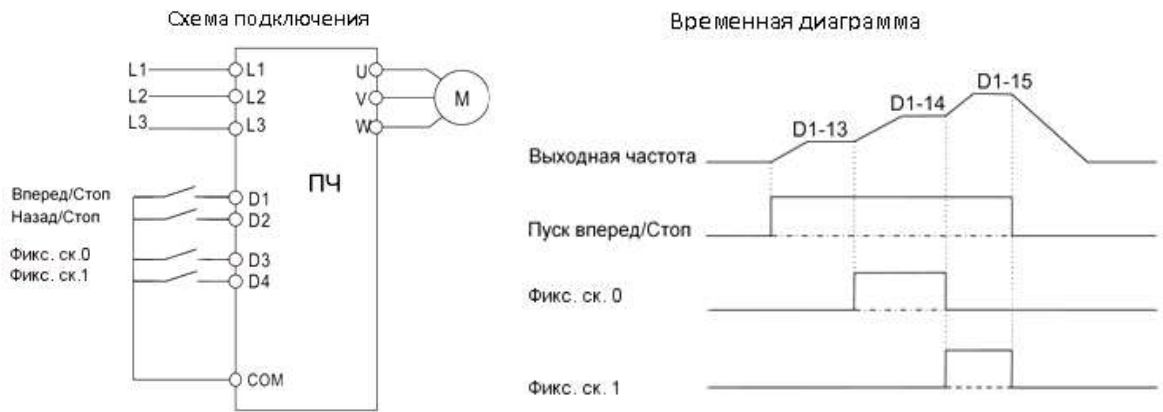 Схема подключения
L1
L2
L3
L1
L2
L3
U
V
W
M
ПЧ
Вперед/Стоп
Назад/Стоп
Фикс. ск.0
Фикс. ск.1
D1
D2
D3
D4
COM
Временная диаграмма
D1-13
D1-14
D1-15
Выходная частота
Пуск вперед/Стоп
Фикс. ск. 0
Фикс. ск. 1